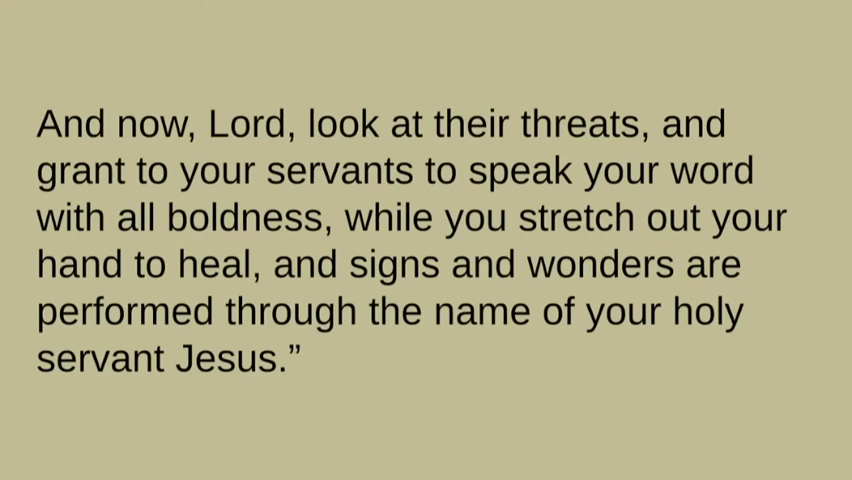 And now, Lord, look at their threats, and
grant to your servants to speak your word
with all boldness, while you stretch out your
hand to heal, and signs and wonders are
performed through the name of your holy
servant Jesus.”